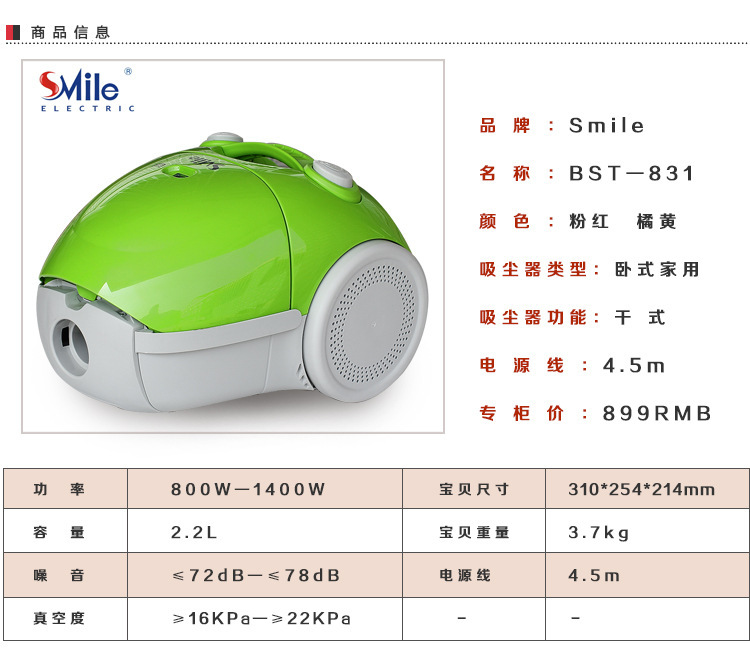 商品信息
SMile®
ELECTRIC
品牌：Smile
名称：BST－831
颜色：粉红 橘黄
吸尘器类型：卧式家用
吸尘器功能：干式
电源线：4.5m
专柜价：899RMB
功率 800W－1400W 宝贝尺寸 310*254*214mm
容量 2.2L 宝贝重量 3.7kg
噪音 ≤72dB－≤78dB 电源线 4.5m
真空度 ≥16KPa－≥22KPa - -